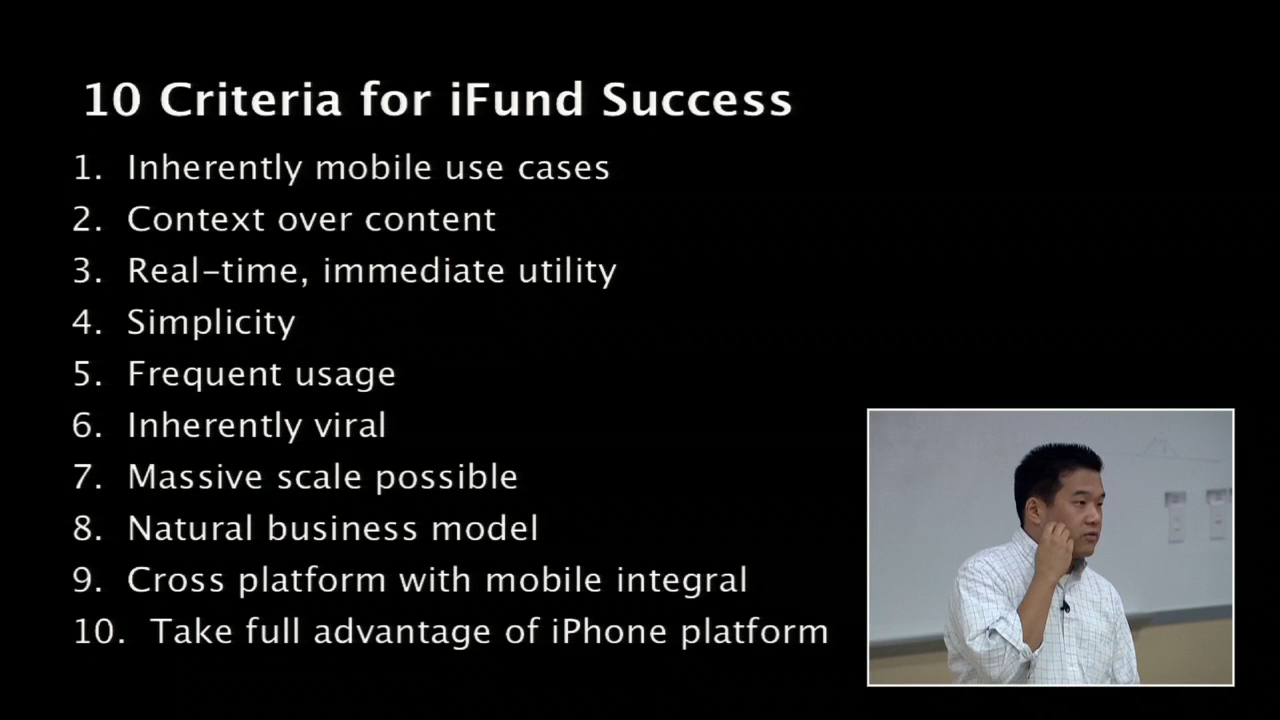 10 Criteria for iFund Success
1. Inherently mobile use cases
2. Context over content
3. Real-time, immediate utility
4. Simplicity
5. Frequent usage
6. Inherently viral
7. Massive scale possible
8. Natural business model
9. Cross platform with mobile integral
10. Take full advantage of iPhone platform